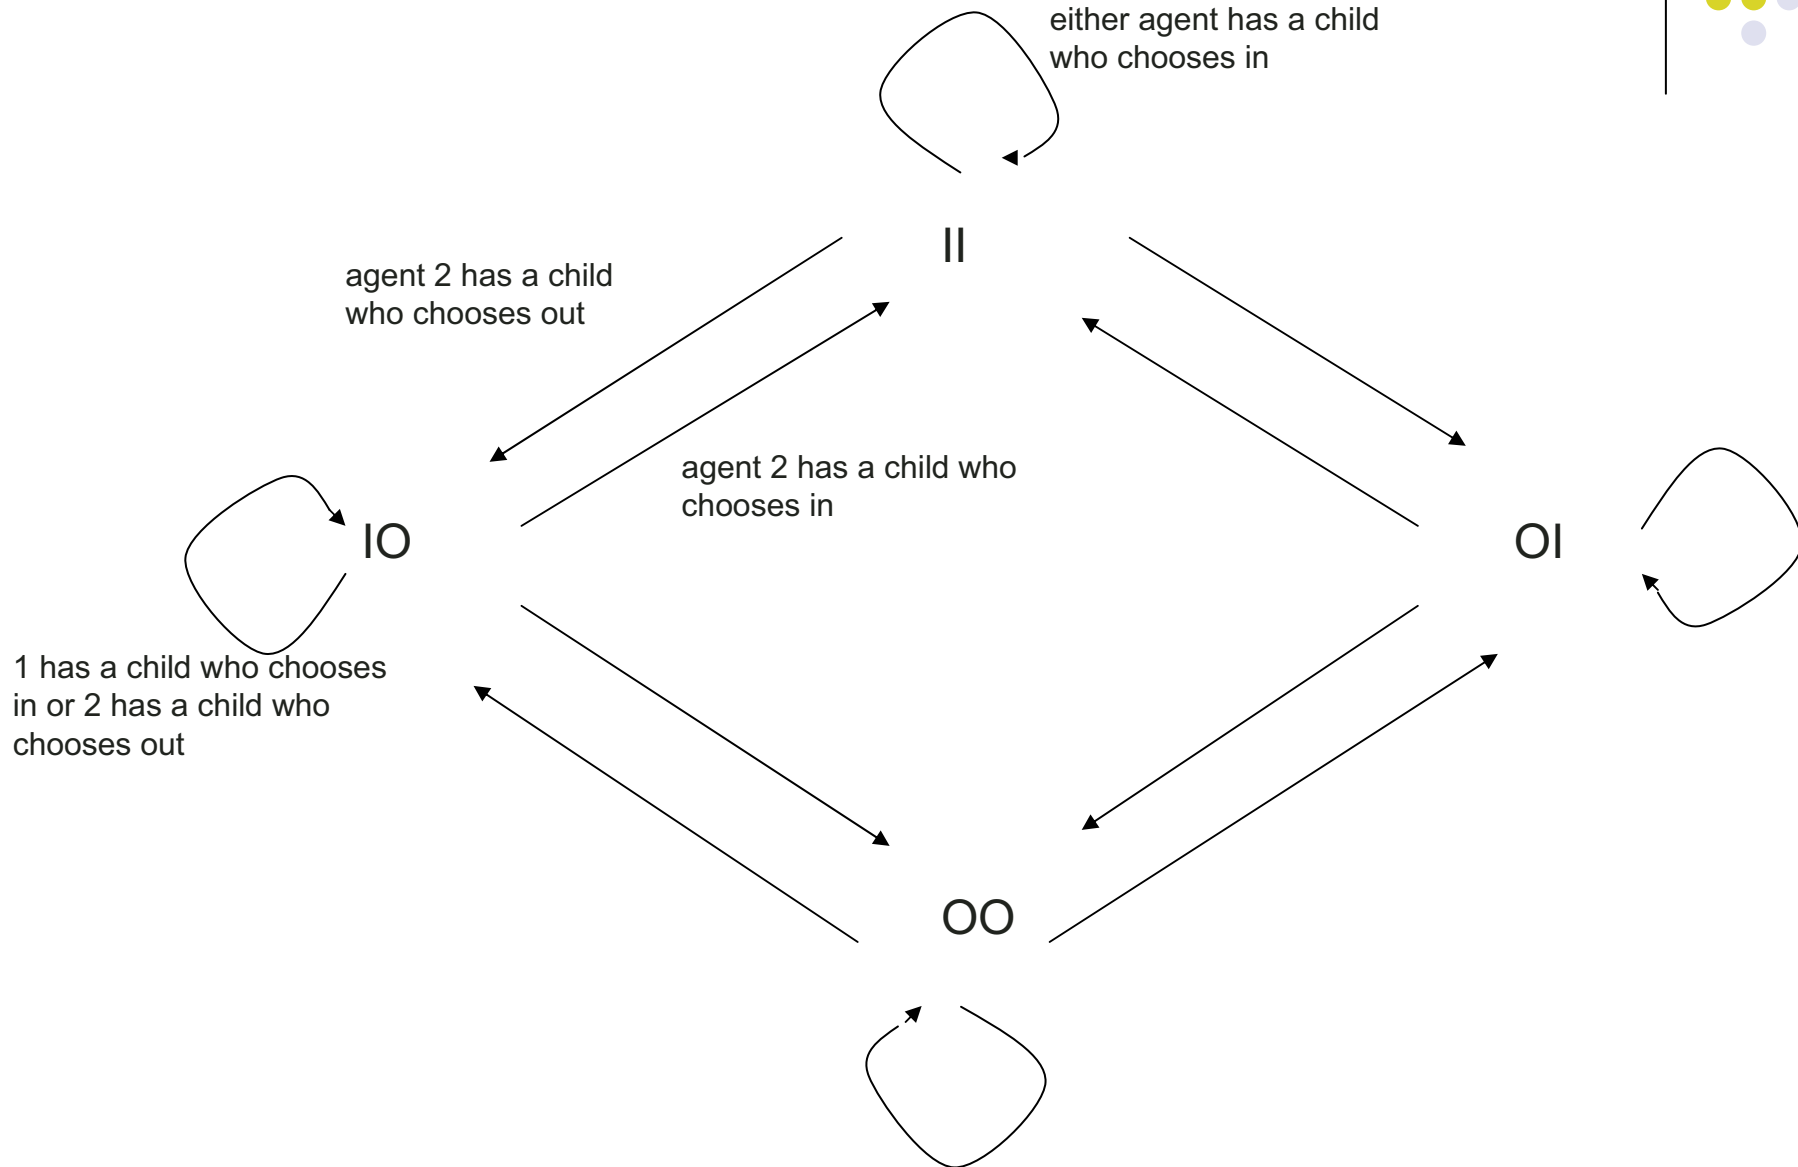 either agent has a child
who chooses in
II
agent 2 has a child
who chooses out
agent 2 has a child who
chooses in
IO
OI
1 has a child who chooses
in or 2 has a child who
chooses out
OO